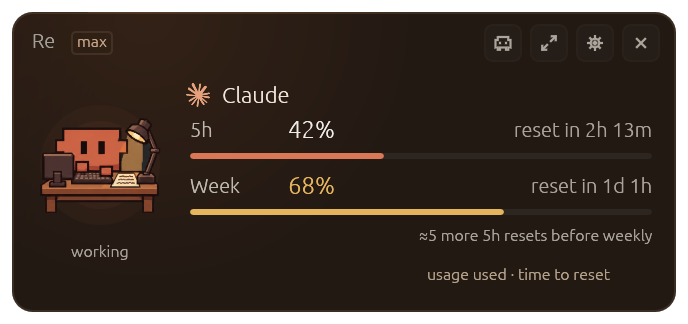 Re max
Claude
5h 42% reset in 2h 13m
Week 68% reset in 1d 1h
≈5 more 5h resets before weekly
working
usage used · time to reset